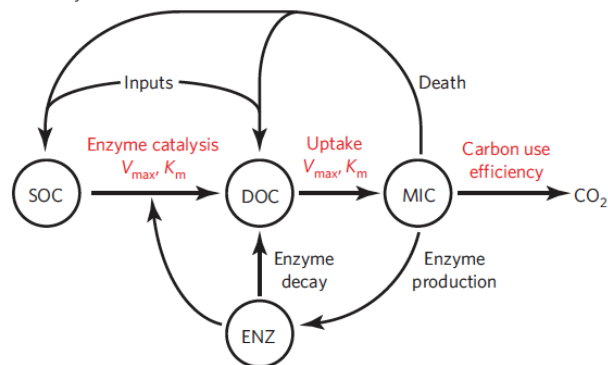 Inputs
Death
Enzyme catalysis
Vmax, Km
Uptake
Vmax, Km
Carbon use
efficiency
SOC
DOC
MIC
CO2
Enzyme
decay
Enzyme
production
ENZ